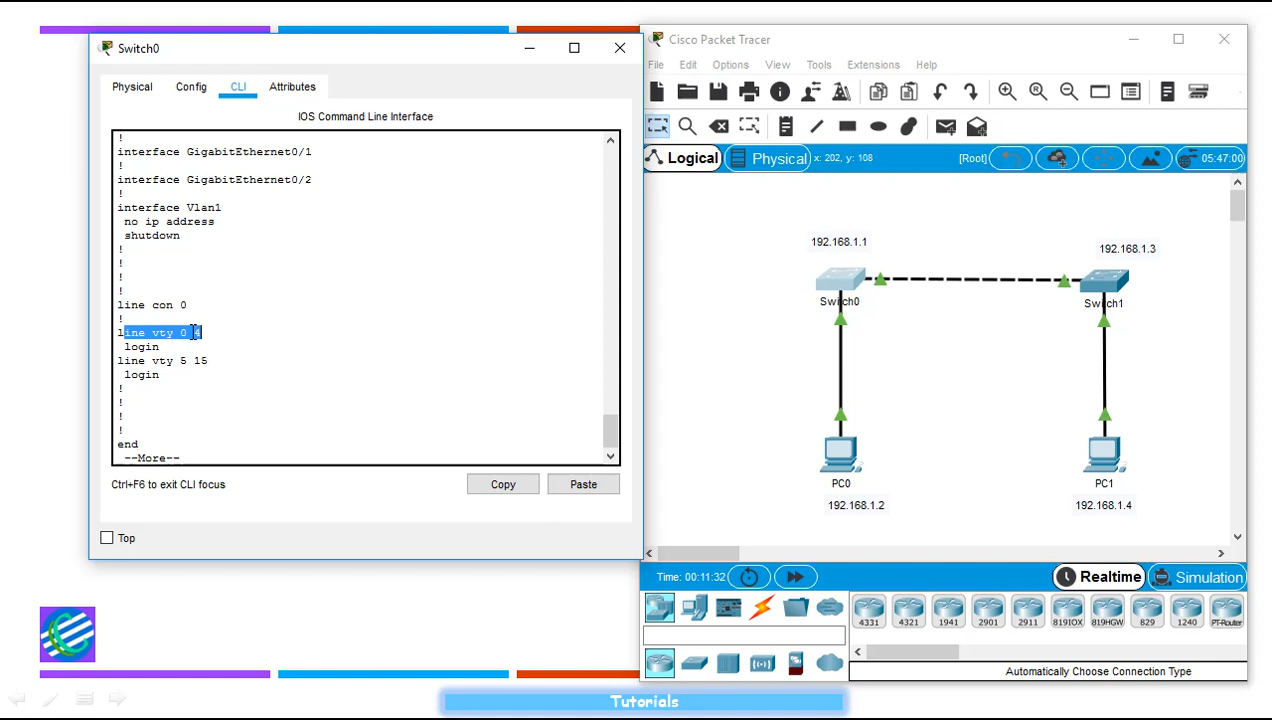 Switch0
Physical Config CLI Attributes
IOS Command Line Interface
!
interface GigabitEthernet0/1
!
interface GigabitEthernet0/2
!
interface Vlan1
no ip address
shutdown
!
!
!
!
line con 0
!
line vty 0 4
login
line vty 5 15
login
!
!
!
!
end
--More--
Ctrl+F6 to exit CLI focus
Copy
Paste
Top
Cisco Packet Tracer
File Edit Options View Tools Extensions Help
Logical
Physical
x: 202, y: 108
[Root]
05:47:00
192.168.1.1
192.168.1.3
Switch0
Switch1
PC0
PC1
192.168.1.2
192.168.1.4
Time: 00:11:32
Realtime
Simulation
4331 4321 1941 2901 2911 819IOX 819HGW 829 1240 PT-Router
Automatically Choose Connection Type
Tutorials